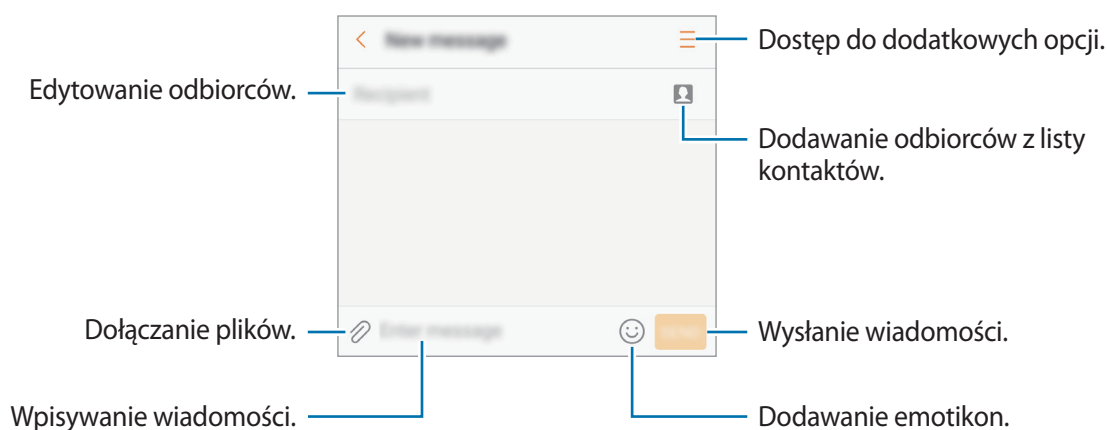 New message
Dostęp do dodatkowych opcji.
Edytowanie odbiorców.
Recipient
Dodawanie odbiorców z listy
kontaktów.
Dołączanie plików.
Enter message
Wysłanie wiadomości.
Wpisywanie wiadomości.
Dodawanie emotikon.